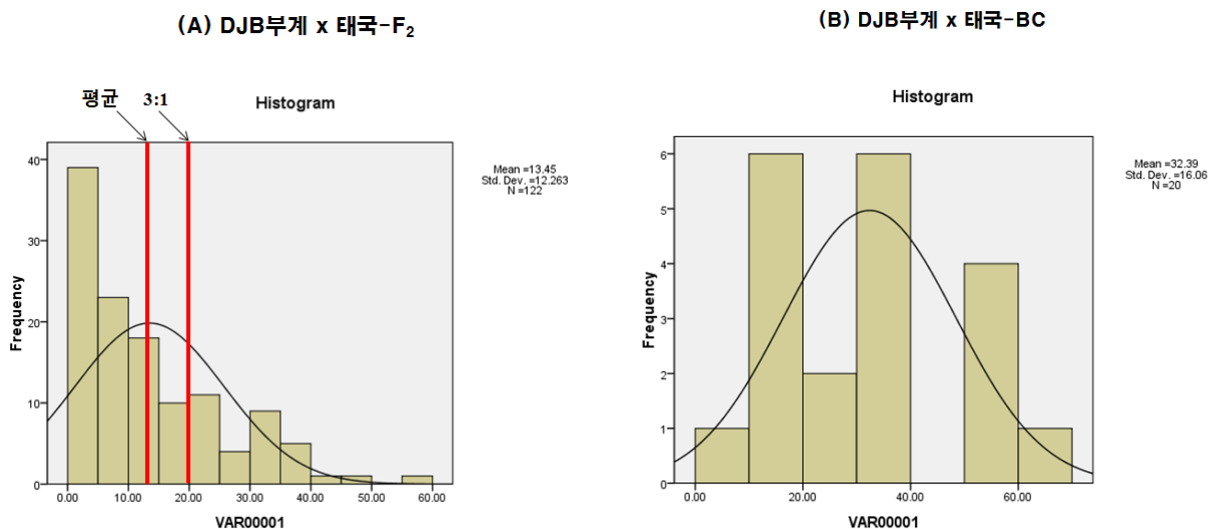 (A) DJB부계 x 태국-F₂
평균
3:1
Histogram
Mean =13.45
Std. Dev. =12.263
N =122
Frequency
40
30
20
10
0
0.00 10.00 20.00 30.00 40.00 50.00 60.00
VAR00001
(B) DJB부계 x 태국-BC
Histogram
Mean =32.39
Std. Dev. =16.06
N =20
Frequency
6
5
4
3
2
1
0
0.00 20.00 40.00 60.00
VAR00001